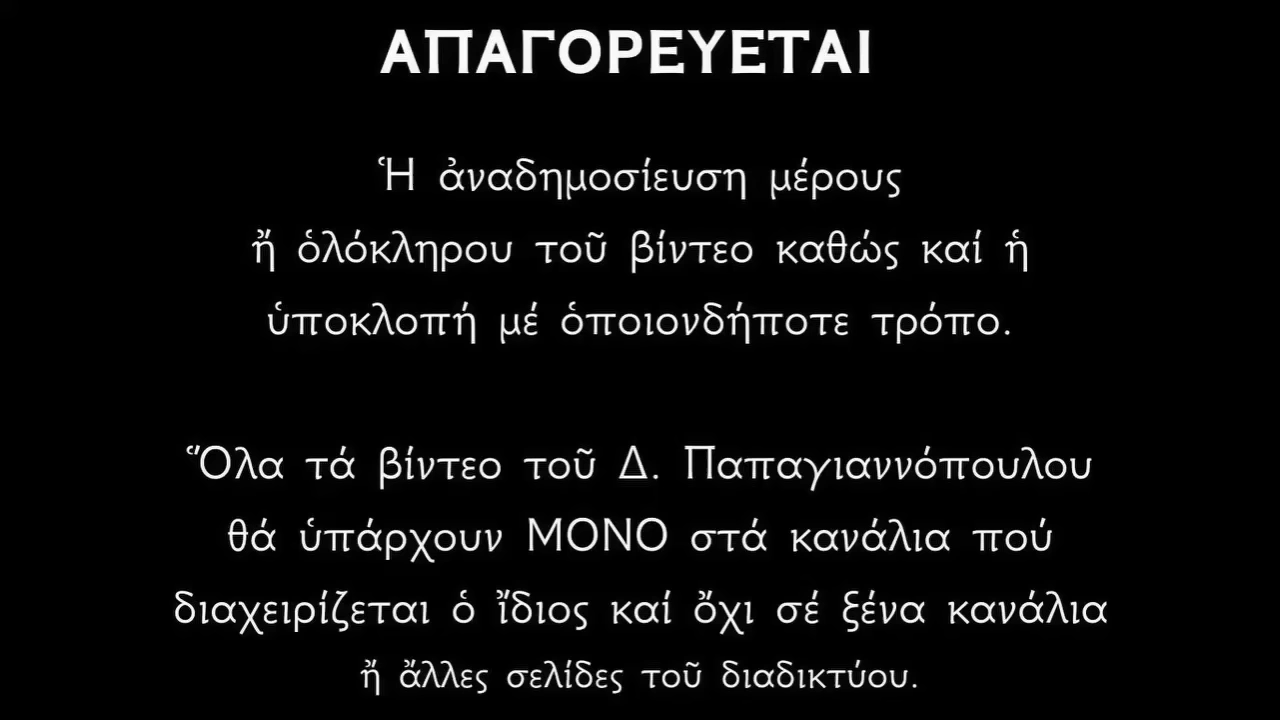 ΑΠΑΓΟΡΕΥΕΤΑΙ
Ἡ ἀναδημοσίευση μέρους
ἤ ὁλόκληρου τοῦ βίντεο καθώς καί ἡ
ὑποκλοπή μέ ὁποιονδήποτε τρόπο.
Ὅλα τά βίντεο τοῦ Δ. Παπαγιαννόπουλου
θά ὑπάρχουν ΜΟΝΟ στά κανάλια πού
διαχειρίζεται ὁ ἴδιος καί ὄχι σέ ξένα κανάλια
ἤ ἄλλες σελίδες τοῦ διαδικτύου.